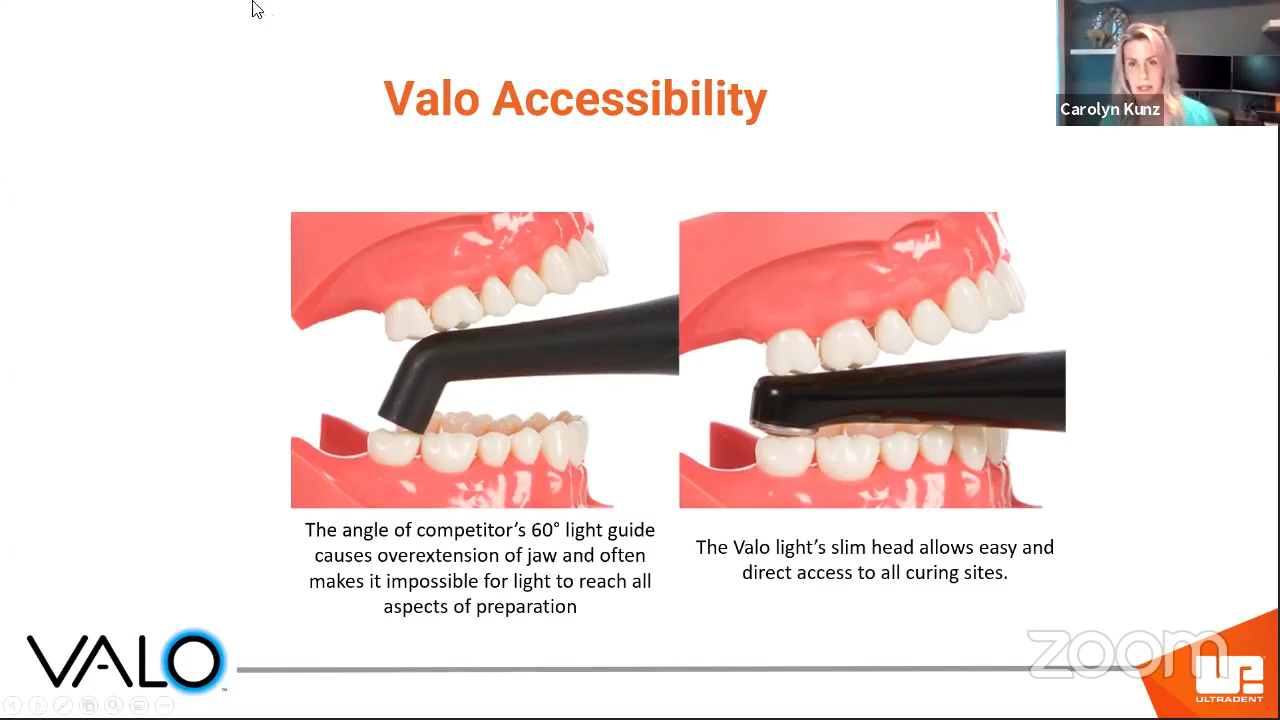 Valo Accessibility
Carolyn Kunz
The angle of competitor's 60° light guide
causes overextension of jaw and often
makes it impossible for light to reach all
aspects of preparation
The Valo light's slim head allows easy and
direct access to all curing sites.
VALO™
zoom
ULTRADENT